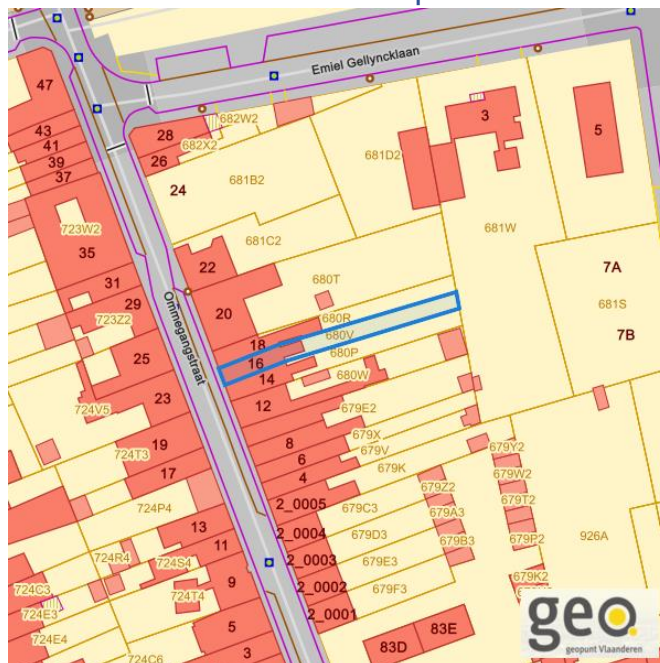 Emiel Gellyncklaan
47
43
41
39
37
28
26
682W2
682X2
24
681B2
681D2
3
5
723W2
35
681C2
681W
22
680T
7A
681S
7B
31
29
723Z2
20
680R
680V
18
16
680P
14
680W
Ommegangstraat
25
12
724V5
23
679E2
679X
679V
8
6
4
679K
19
724T3
17
679Y2
679W2
679Z2
679T2
724P4
2_0005
679C3
679A3
13
2_0004
679D3
679B3
679P2
926A
11
724R4
724S4
2_0003
679E3
9
2_0002
679F3
679K2
724C3
724T4
724E3
2_0001
5
83E
724E4
83D
3
724C6
geo
geopunt Vlaanderen